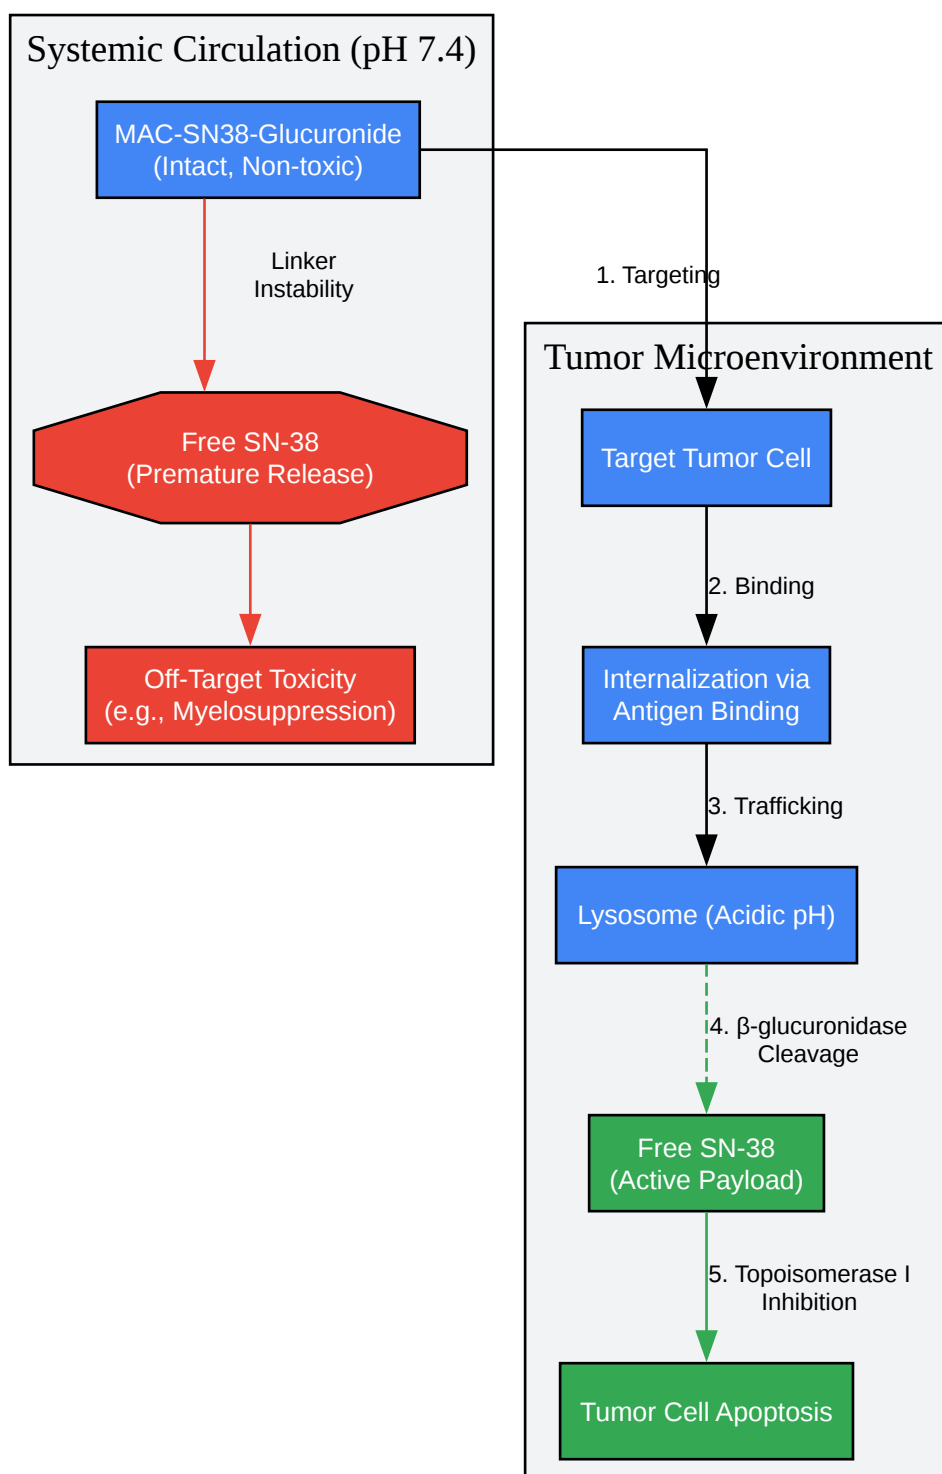 Systemic Circulation (pH 7.4)
MAC-SN38-Glucuronide
(Intact, Non-toxic)
Linker
Instability
Free SN-38
(Premature Release)
Off-Target Toxicity
(e.g., Myelosuppression)
1. Targeting
Tumor Microenvironment
Target Tumor Cell
2. Binding
Internalization via
Antigen Binding
3. Trafficking
Lysosome (Acidic pH)
4. β-glucuronidase
Cleavage
Free SN-38
(Active Payload)
5. Topoisomerase I
Inhibition
Tumor Cell Apoptosis